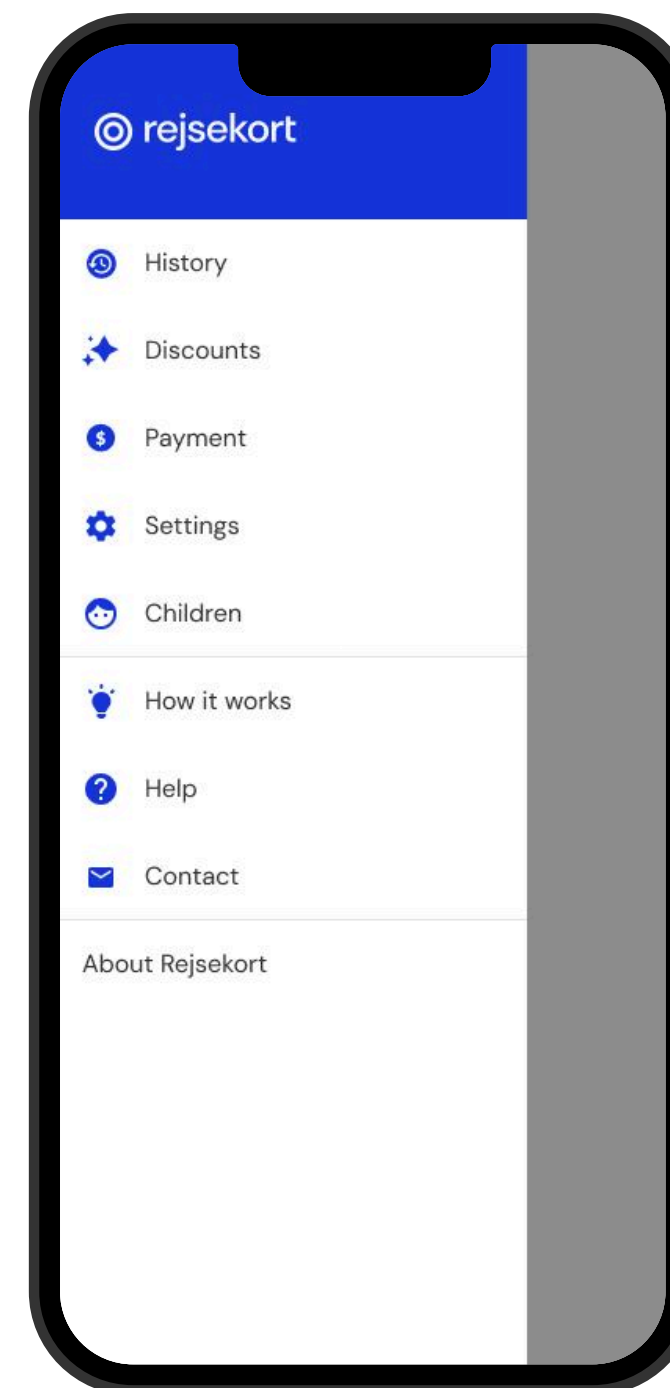 rejsekort
History
Discounts
Payment
Settings
Children
How it works
Help
Contact
About Rejsekort